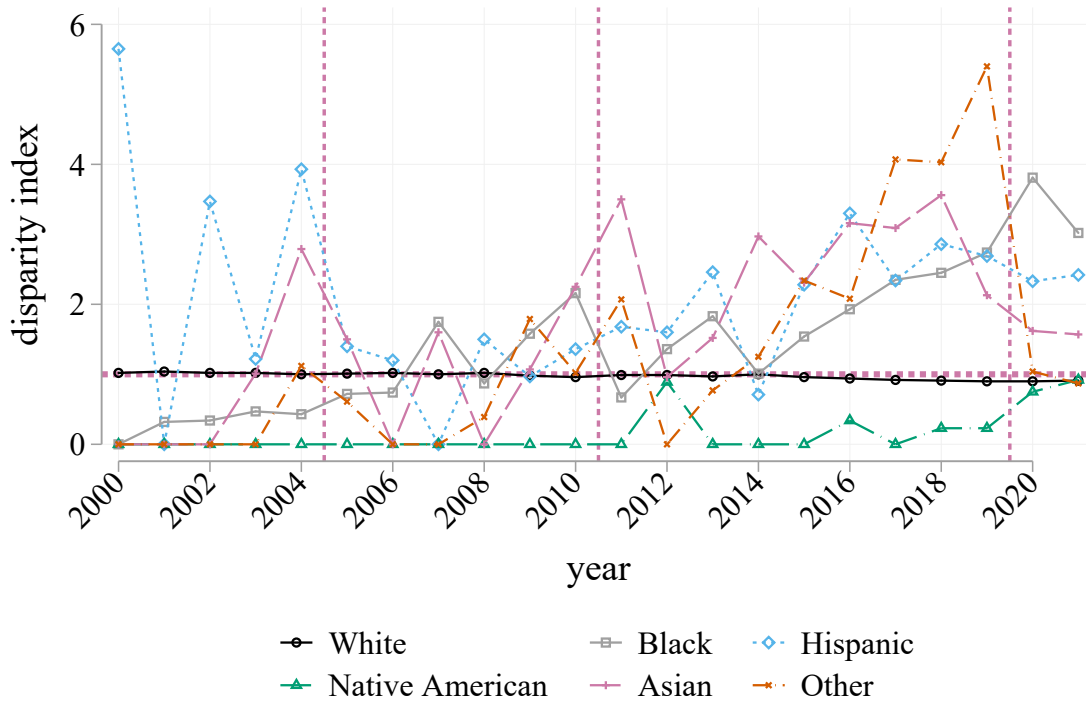 disparity index
6
4
2
0
2000 2002 2004 2006 2008 2010 2012 2014 2016 2018 2020
year
White Black Hispanic
Native American Asian Other